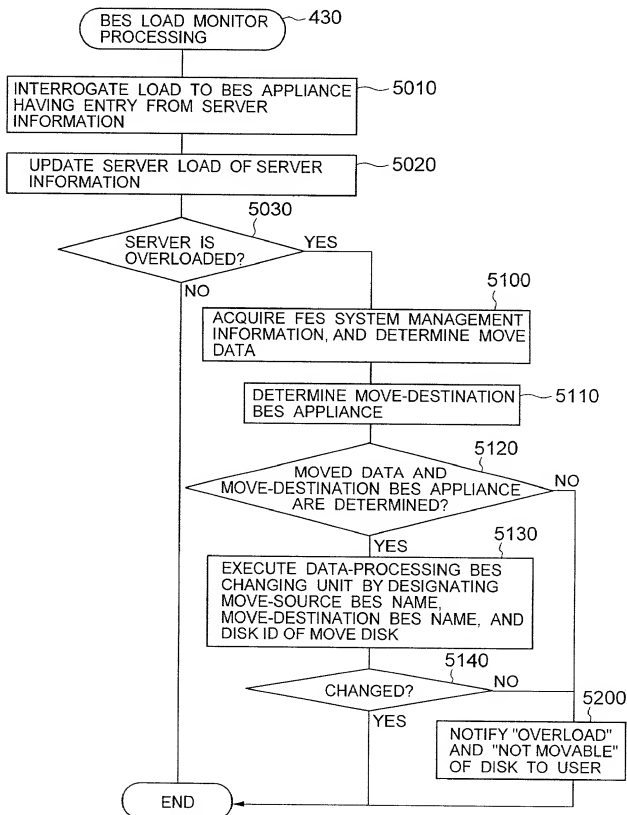 BES LOAD MONITOR
PROCESSING
430
INTERROGATE LOAD TO BES APPLIANCE
HAVING ENTRY FROM SERVER
INFORMATION
5010
UPDATE SERVER LOAD OF SERVER
INFORMATION
5020
5030
SERVER IS
OVERLOADED?
YES
NO
5100
ACQUIRE FES SYSTEM MANAGEMENT
INFORMATION, AND DETERMINE MOVE
DATA
DETERMINE MOVE-DESTINATION
BES APPLIANCE
5110
5120
MOVED DATA AND
MOVE-DESTINATION BES APPLIANCE
ARE DETERMINED?
NO
YES
5130
EXECUTE DATA-PROCESSING BES
CHANGING UNIT BY DESIGNATING
MOVE-SOURCE BES NAME,
MOVE-DESTINATION BES NAME, AND
DISK ID OF MOVE DISK
5140
CHANGED?
NO
YES
5200
NOTIFY "OVERLOAD"
AND "NOT MOVABLE"
OF DISK TO USER
END